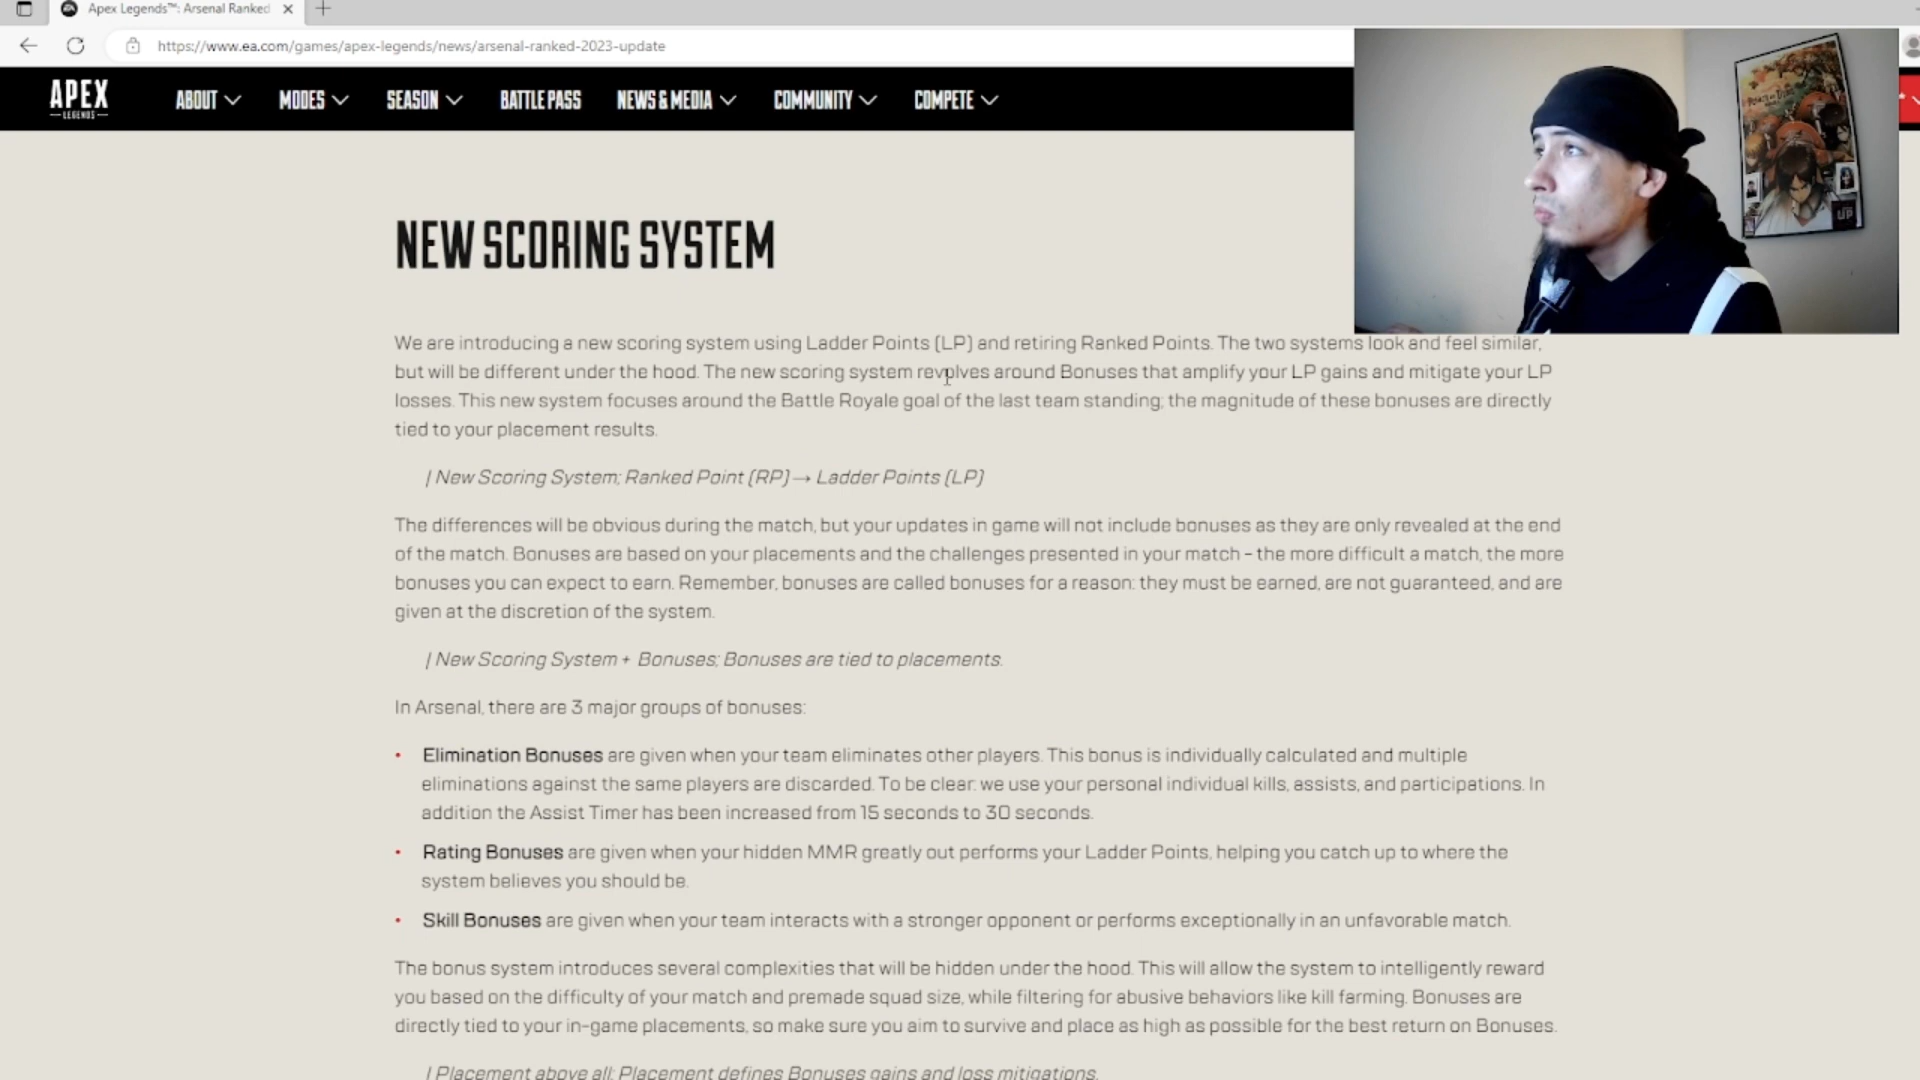 Apex Legends™: Arsenal Ranked
https://www.ea.com/games/apex-legends/news/arsenal-ranked-2023-update
APEX
LEGENDS
ABOUT MODES SEASON BATTLE PASS NEWS & MEDIA COMMUNITY COMPETE
NEW SCORING SYSTEM
We are introducing a new scoring system using Ladder Points (LP) and retiring Ranked Points. The two systems look and feel similar,
but will be different under the hood. The new scoring system revolves around Bonuses that amplify your LP gains and mitigate your LP
losses. This new system focuses around the Battle Royale goal of the last team standing; the magnitude of these bonuses are directly
tied to your placement results.
| New Scoring System; Ranked Point (RP) → Ladder Points (LP)
The differences will be obvious during the match, but your updates in game will not include bonuses as they are only revealed at the end
of the match. Bonuses are based on your placements and the challenges presented in your match – the more difficult a match, the more
bonuses you can expect to earn. Remember, bonuses are called bonuses for a reason: they must be earned, are not guaranteed, and are
given at the discretion of the system.
| New Scoring System + Bonuses; Bonuses are tied to placements.
In Arsenal, there are 3 major groups of bonuses:
• Elimination Bonuses are given when your team eliminates other players. This bonus is individually calculated and multiple
eliminations against the same players are discarded. To be clear: we use your personal individual kills, assists, and participations. In
addition the Assist Timer has been increased from 15 seconds to 30 seconds.
• Rating Bonuses are given when your hidden MMR greatly out performs your Ladder Points, helping you catch up to where the
system believes you should be.
• Skill Bonuses are given when your team interacts with a stronger opponent or performs exceptionally in an unfavorable match.
The bonus system introduces several complexities that will be hidden under the hood. This will allow the system to intelligently reward
you based on the difficulty of your match and premade squad size, while filtering for abusive behaviors like kill farming. Bonuses are
directly tied to your in-game placements, so make sure you aim to survive and place as high as possible for the best return on Bonuses.
| Placement above all; Placement defines Bonuses gains and loss mitigations.